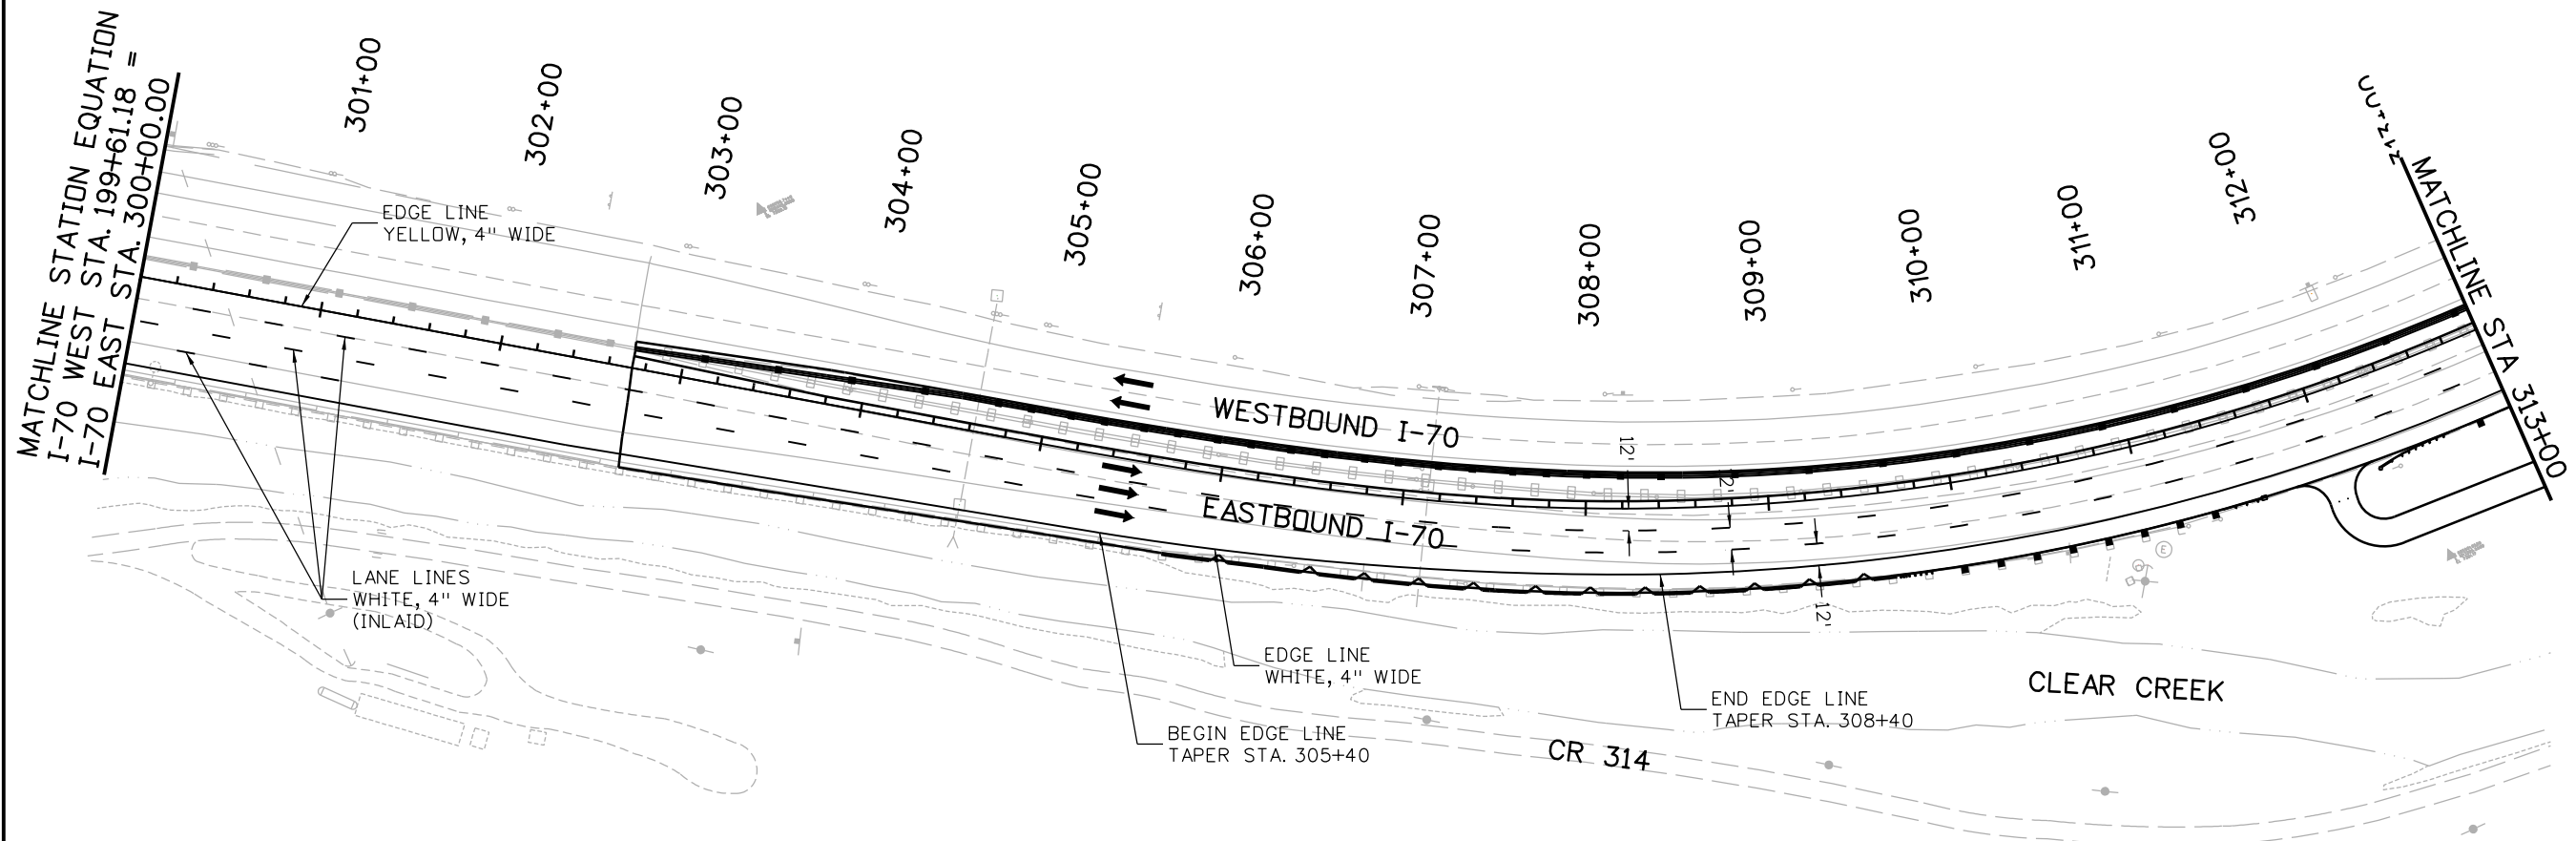 MATCHLINE STATION EQUATION
I-70 WEST STA. 199+61.18 =
I-70 EAST STA. 300+00.00
301+00
302+00
303+00
304+00
305+00
306+00
307+00
308+00
309+00
310+00
311+00
312+00
313+00
MATCHLINE STA 313+00
EDGE LINE
YELLOW, 4" WIDE
WESTBOUND I-70
EASTBOUND I-70
12'
12'
12'
LANE LINES
WHITE, 4" WIDE
(INLAID)
EDGE LINE
WHITE, 4" WIDE
BEGIN EDGE LINE
TAPER STA. 305+40
END EDGE LINE
TAPER STA. 308+40
CLEAR CREEK
CR 314
E